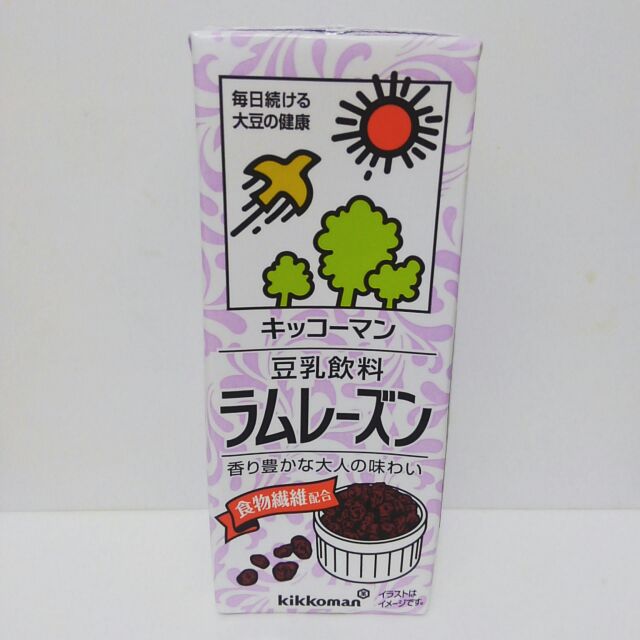 毎日続ける
大豆の健康
キッコーマン
豆乳飲料
ラムレーズン
香り豊かな大人の味わい
食物繊維配合
kikkoman
イラストは
イメージです。